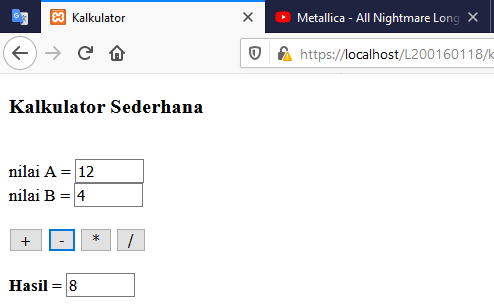 Kalkulator
Metallica - All Nightmare Long
https://localhost/L200160118/k
Kalkulator Sederhana
nilai A = 12
nilai B = 4
+ - * /
Hasil = 8